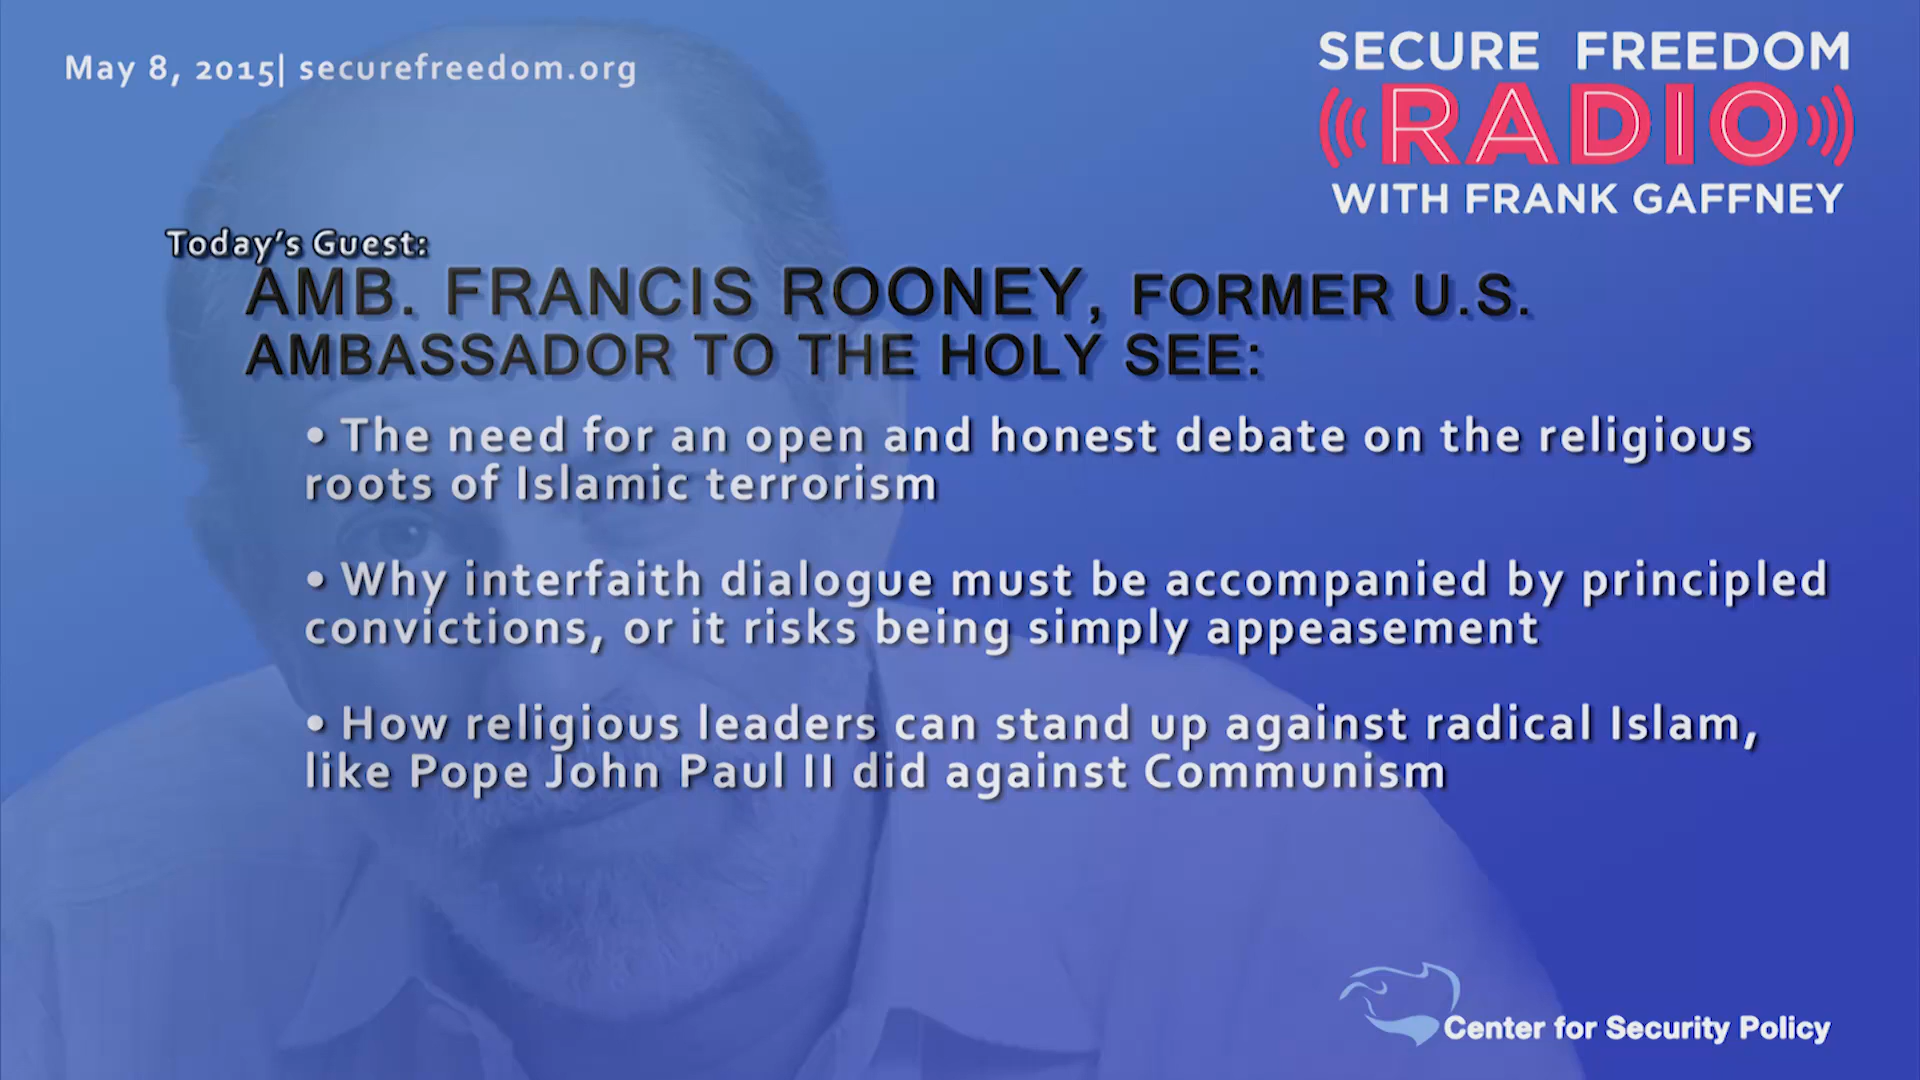 May 8, 2015| securefreedom.org
SECURE FREEDOM
RADIO
WITH FRANK GAFFNEY
Today's Guest:
AMB. FRANCIS ROONEY, FORMER U.S.
AMBASSADOR TO THE HOLY SEE:
• The need for an open and honest debate on the religious
roots of Islamic terrorism
• Why interfaith dialogue must be accompanied by principled
convictions, or it risks being simply appeasement
• How religious leaders can stand up against radical Islam,
like Pope John Paul II did against Communism
Center for Security Policy